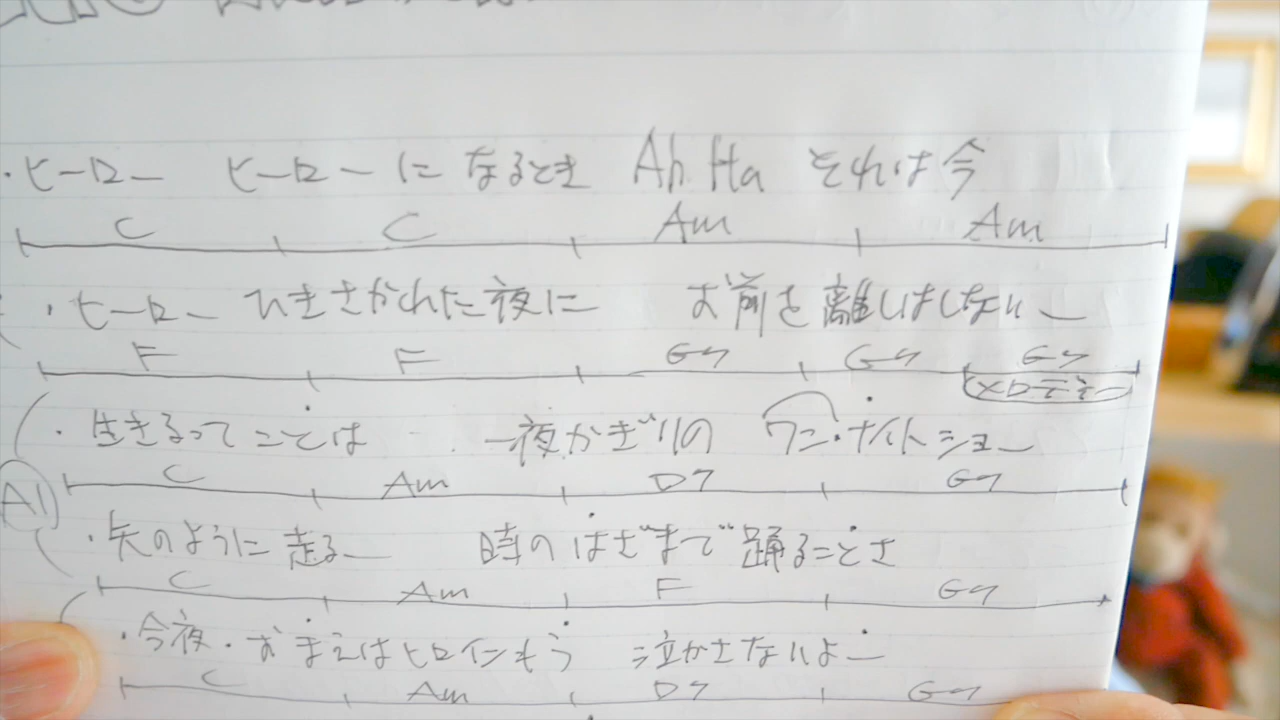 ・ヒーロー ヒーローに なるとき Ah Ha それは今
C C Am Am
・ヒーロー ひきさかれた夜に お前を離しはしないー
F F G7 G7 G7
メロディー
・生きるってことは 一夜かぎりの ワン・ナイトショー
C Am D7 G7
A1
・矢のように走るー 時のはざまで踊ることさ
C Am F G7
・今夜・おまえはヒロインもう 泣かさないよー
C Am D7 G7